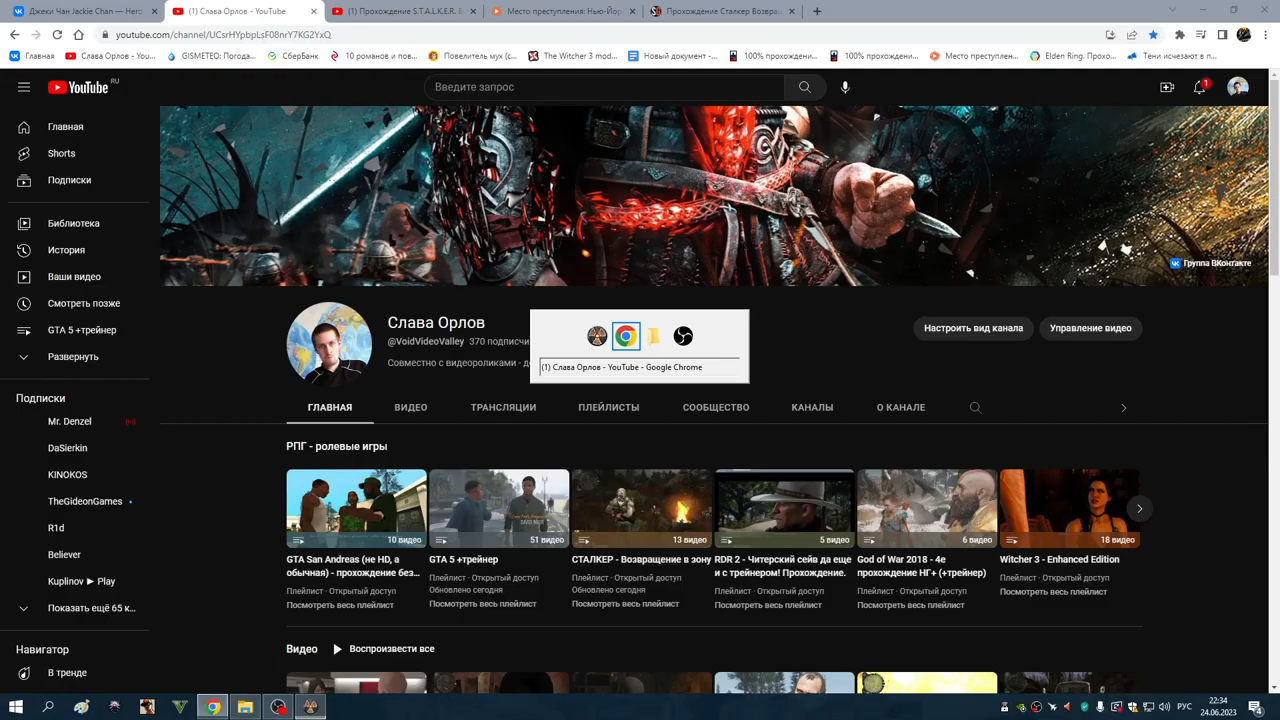 Джеки Чан Jackie Chan — Нега
(1) Слава Орлов - YouTube
(1) Прохождение S.T.A.L.K.E.R. В
Место преступления: Нью-Йор
Прохождение Сталкер Возвра
youtube.com/channel/UCsrHYpbpLsF08nrY7KG2YxQ
Главная
Слава Орлов - You...
GISMETEO: Погода...
СберБанк
10 романов и пов...
Повелитель мух (с...
The Witcher 3 mod...
Новый документ -...
100% прохождени...
100% прохождени...
Место преступлен...
Elden Ring. Прохо...
Тени исчезают в п...
YouTube RU
Введите запрос
1
Главная
Shorts
Подписки
Библиотека
История
Ваши видео
Смотреть позже
GTA 5 +трейнер
Развернуть
Подписки
Mr. Denzel
DaSierkin
KINOKOS
TheGideonGames
R1d
Believer
Kuplinov ► Play
Показать ещё 65 к...
Навигатор
В тренде
Группа ВКонтакте
Слава Орлов
@VoidVideoValley 370 подписчи
Совместно с видеороликами - д
Настроить вид канала
Управление видео
(1) Слава Орлов - YouTube - Google Chrome
ГЛАВНАЯ
ВИДЕО
ТРАНСЛЯЦИИ
ПЛЕЙЛИСТЫ
СООБЩЕСТВО
КАНАЛЫ
О КАНАЛЕ
РПГ - ролевые игры
10 видео
51 видео
13 видео
5 видео
6 видео
18 видео
GTA San Andreas (не HD, а
обычная) - прохождение без...
Плейлист · Открытый доступ
Посмотреть весь плейлист
GTA 5 +трейнер
Плейлист · Открытый доступ
Обновлено сегодня
Посмотреть весь плейлист
СТАЛКЕР - Возвращение в зону
Плейлист · Открытый доступ
Обновлено сегодня
Посмотреть весь плейлист
RDR 2 - Читерский сейв да еще
и с трейнером! Прохождение.
Плейлист · Открытый доступ
Посмотреть весь плейлист
God of War 2018 - 4е
прохождение НГ+ (+трейнер)
Плейлист · Открытый доступ
Посмотреть весь плейлист
Witcher 3 - Enhanced Edition
Плейлист · Открытый доступ
Посмотреть весь плейлист
Видео
Воспроизвести все
РУС
22:34
24.06.2023
4